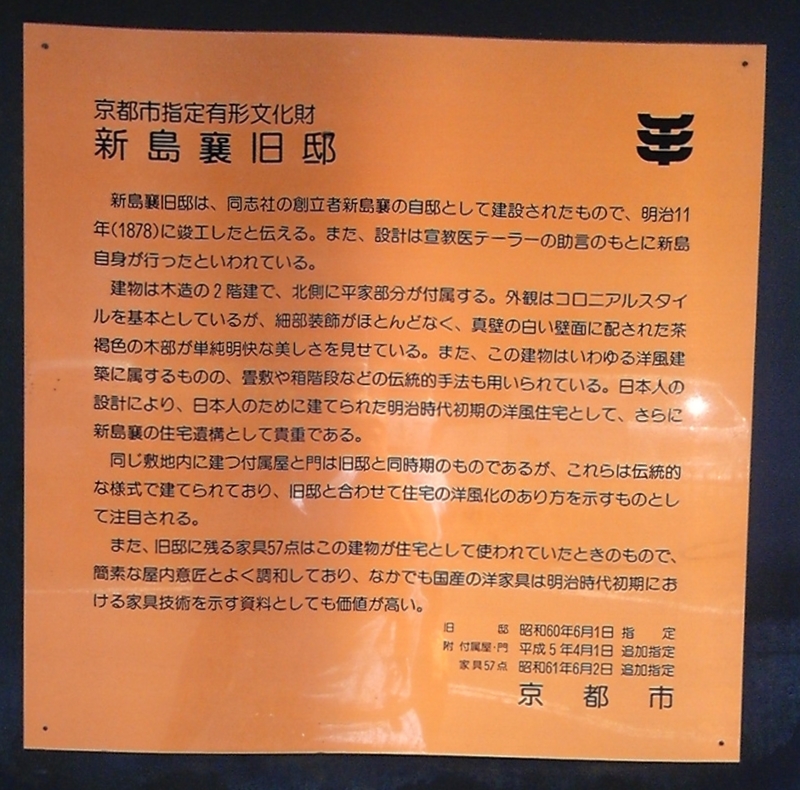 京都市指定有形文化財
新島襄旧邸
新島襄旧邸は、同志社の創立者新島襄の自邸として建設されたもので、明治11
年(1878)に竣工したと伝える。また、設計は宣教医テーラーの助言のもとに新島
自身が行ったといわれている。
建物は木造の2階建で、北側に平家部分が付属する。外観はコロニアルスタイ
ルを基本としているが、細部装飾がほとんどなく、真壁の白い壁面に配された茶
褐色の木部が単純明快な美しさを見せている。また、この建物はいわゆる洋風建
築に属するものの、畳敷や箱階段などの伝統的手法も用いられている。日本人の
設計により、日本人のために建てられた明治時代初期の洋風住宅として、さらに
新島襄の住宅遺構として貴重である。
同じ敷地内に建つ付属屋と門は旧邸と同時期のものであるが、これらは伝統的
な様式で建てられており、旧邸と合わせて住宅の洋風化のあり方を示すものとし
て注目される。
また、旧邸に残る家具57点はこの建物が住宅として使われていたときのもので、
簡素な屋内意匠とよく調和しており、なかでも国産の洋家具は明治時代初期にお
ける家具技術を示す資料としても価値が高い。
旧邸 昭和60年6月1日 指定
附 付属屋・門 平成5年4月1日 追加指定
家具57点 昭和61年6月2日 追加指定
京都市